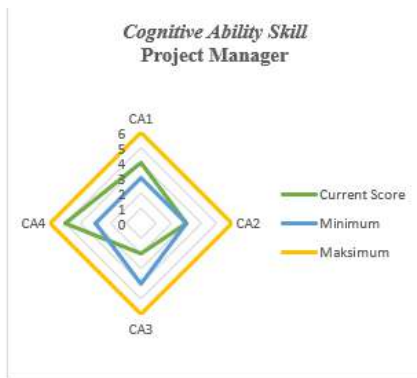 Cognitive Ability Skill
Project Manager
CA1
6
5
4
3
2
1
0
CA4
CA2
CA3
Current Score
Minimum
Maksimum